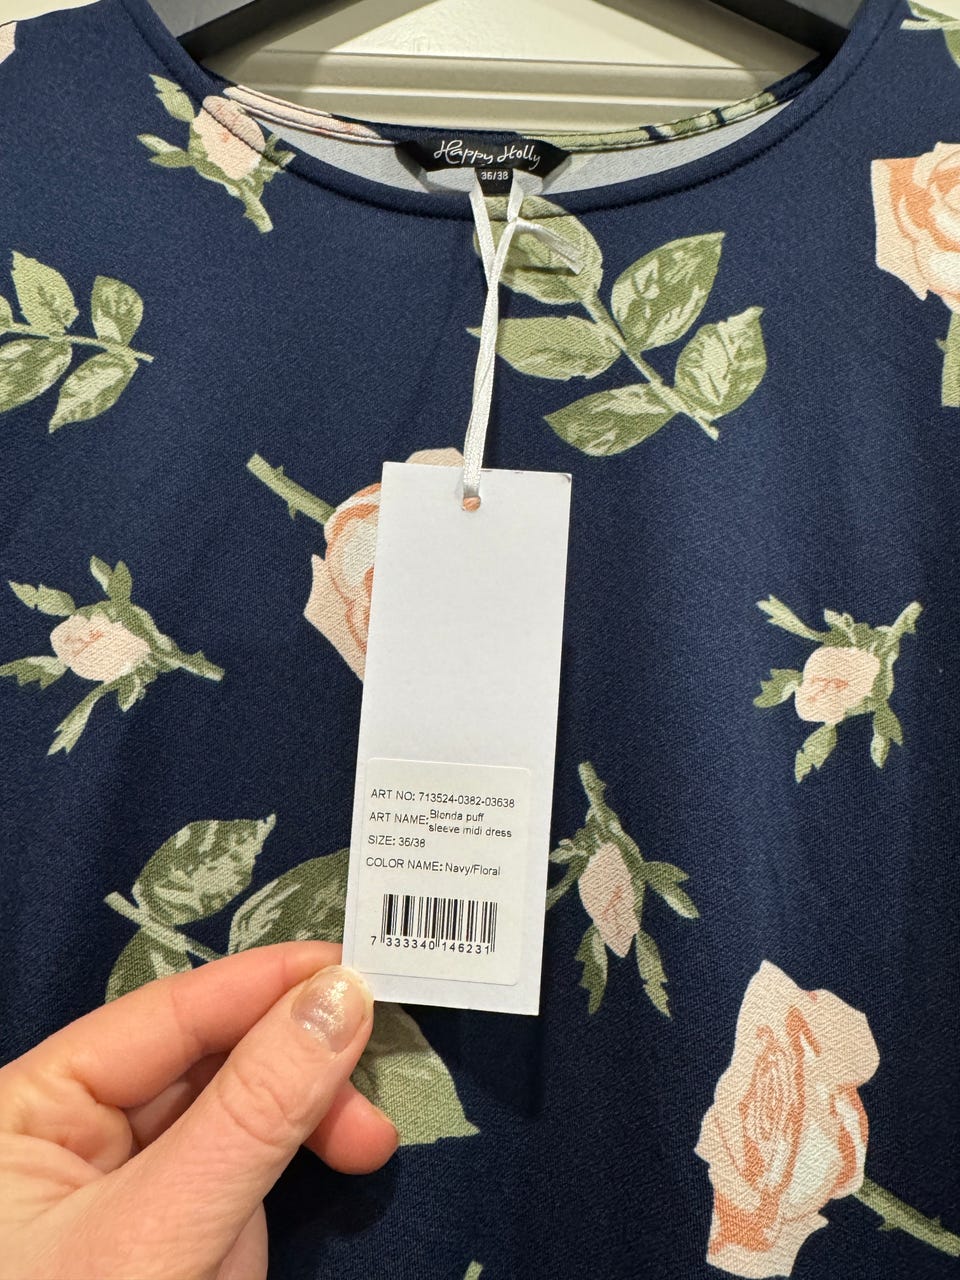 Happy Holly
36/38
ART NO: 713524-0382-03638
ART NAME: Blonda puff
sleeve midi dress
SIZE: 36/38
COLOR NAME: Navy/Floral
7 333340 146231